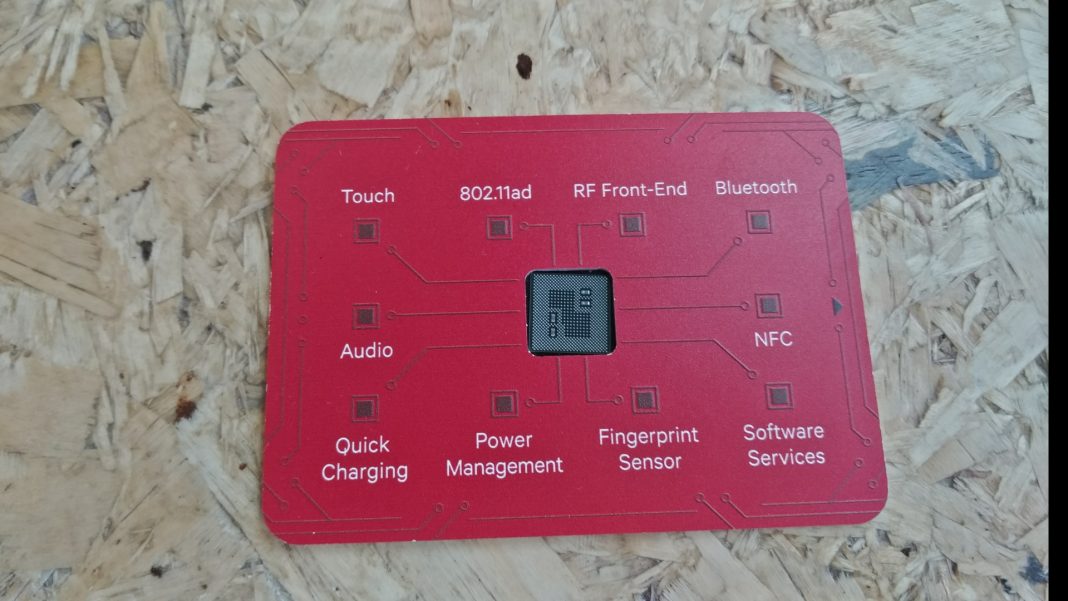 Touch
802.11ad
RF Front-End
Bluetooth
Audio
NFC
Quick
Charging
Power
Management
Fingerprint
Sensor
Software
Services